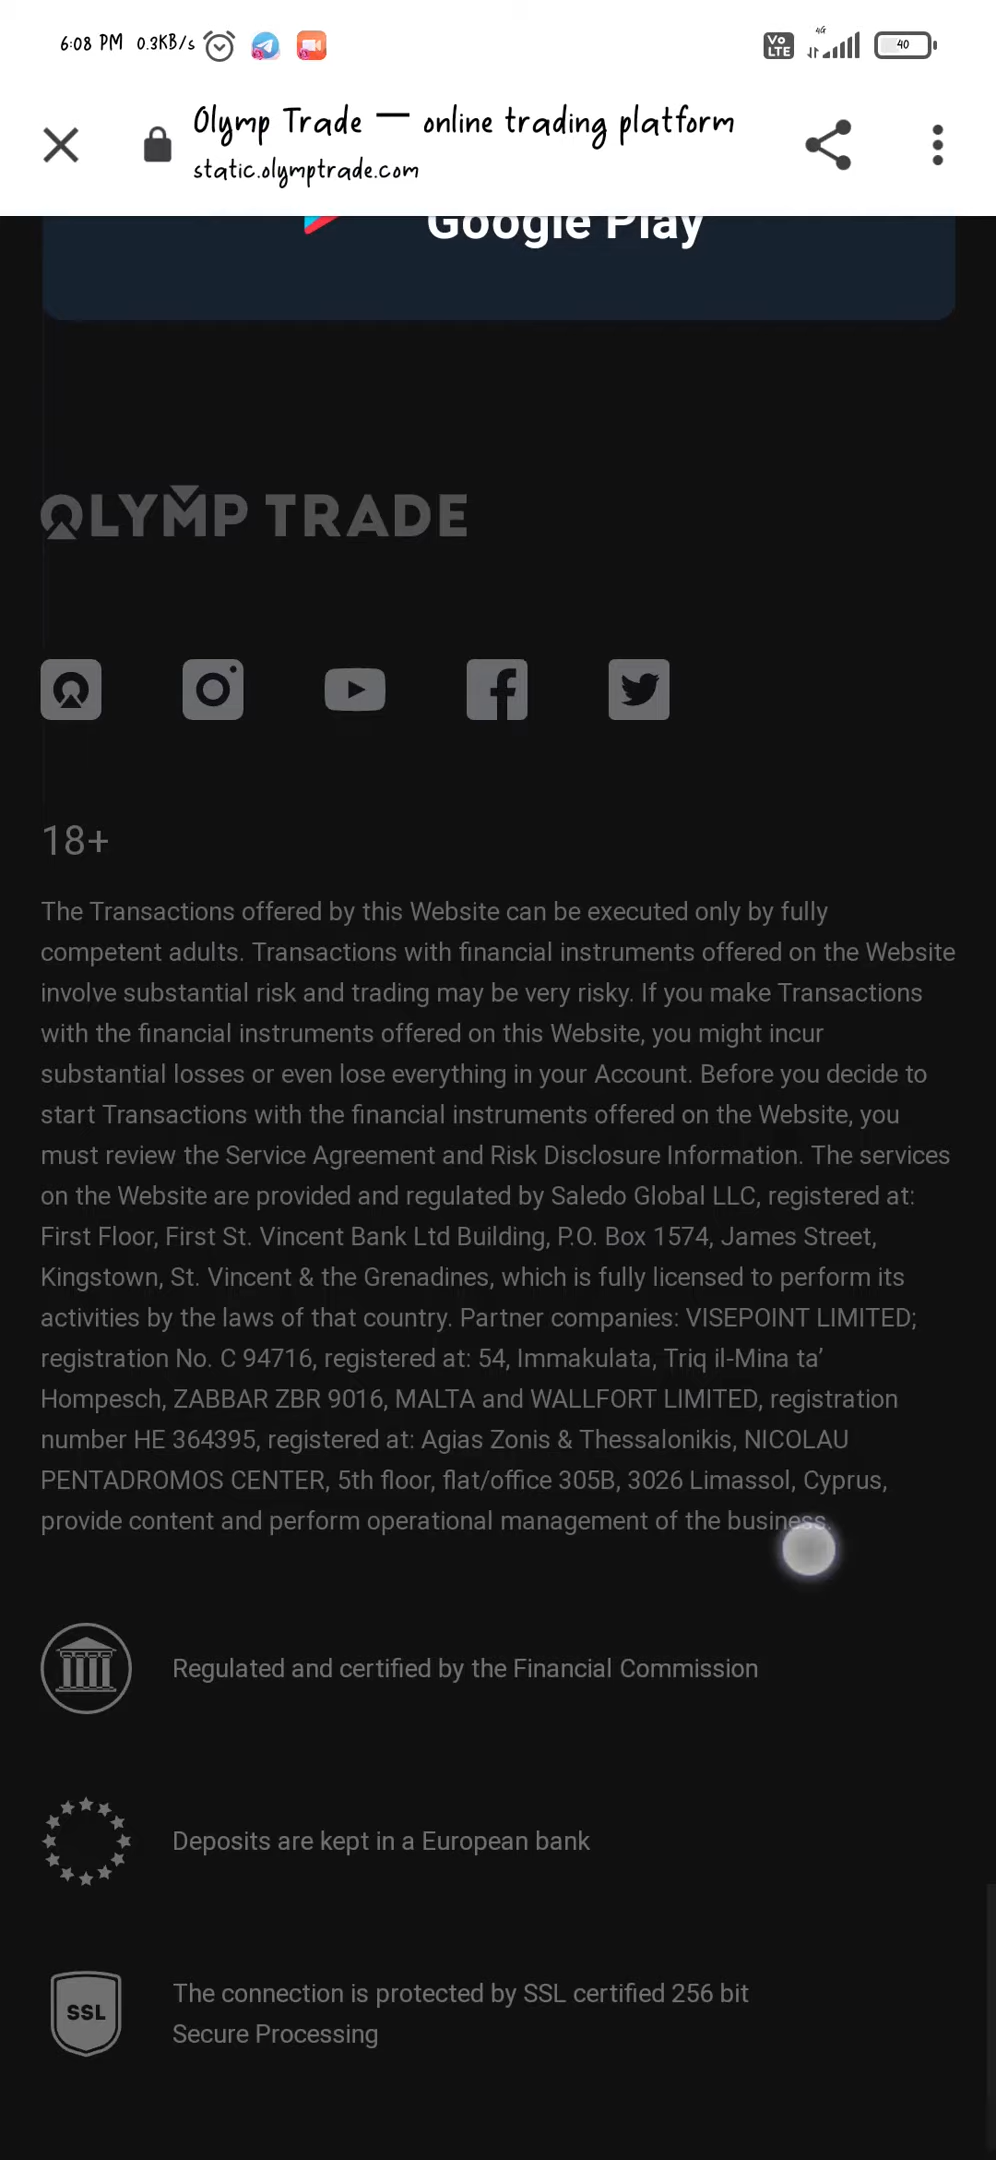 6:08 PM 0.3KB/s Vo LTE 4G 40
Olymp Trade — online trading platform
static.olymptrade.com
Google Play
OLYMP TRADE
18+
The Transactions offered by this Website can be executed only by fully
competent adults. Transactions with financial instruments offered on the Website
involve substantial risk and trading may be very risky. If you make Transactions
with the financial instruments offered on this Website, you might incur
substantial losses or even lose everything in your Account. Before you decide to
start Transactions with the financial instruments offered on the Website, you
must review the Service Agreement and Risk Disclosure Information. The services
on the Website are provided and regulated by Saledo Global LLC, registered at:
First Floor, First St. Vincent Bank Ltd Building, P.O. Box 1574, James Street,
Kingstown, St. Vincent & the Grenadines, which is fully licensed to perform its
activities by the laws of that country. Partner companies: VISEPOINT LIMITED;
registration No. C 94716, registered at: 54, Immakulata, Triq il-Mina ta’
Hompesch, ZABBAR ZBR 9016, MALTA and WALLFORT LIMITED, registration
number HE 364395, registered at: Agias Zonis & Thessalonikis, NICOLAU
PENTADROMOS CENTER, 5th floor, flat/office 305B, 3026 Limassol, Cyprus,
provide content and perform operational management of the business.
Regulated and certified by the Financial Commission
Deposits are kept in a European bank
SSL
The connection is protected by SSL certified 256 bit
Secure Processing